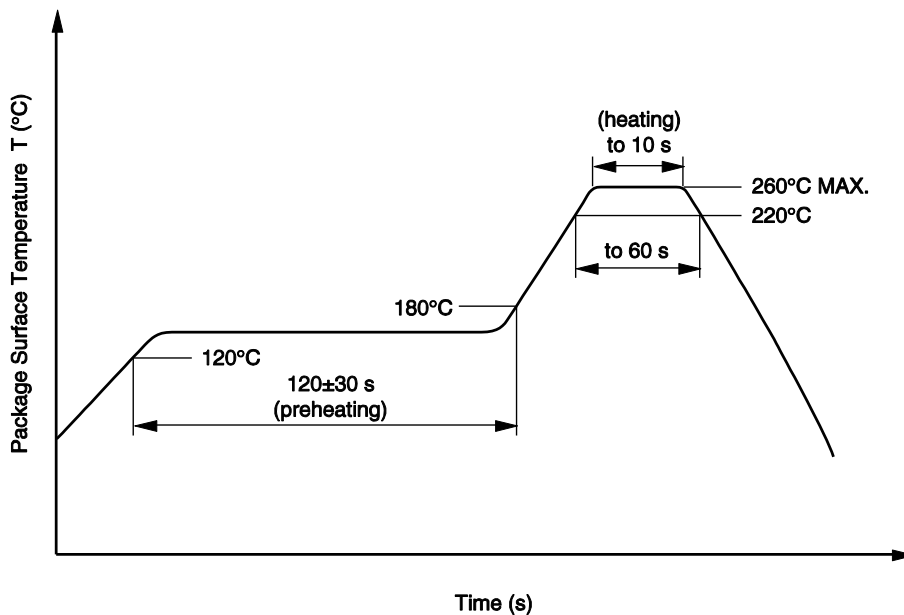 Package Surface Temperature T (°C)
(heating)
to 10 s
260°C MAX.
220°C
to 60 s
180°C
120°C
120±30 s
(preheating)
Time (s)